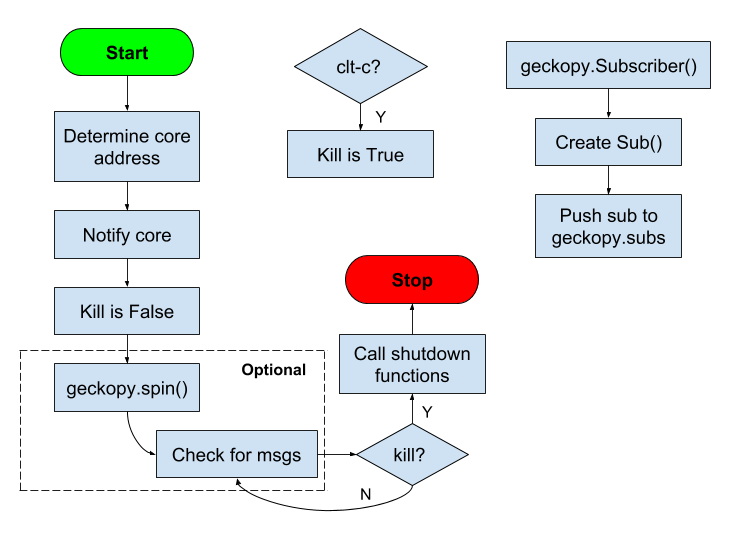 Start
Determine core
address
Notify core
Kill is False
Optional
geckopy.spin()
Check for msgs
kill?
N
Y
Call shutdown
functions
Stop
clt-c?
Y
Kill is True
geckopy.Subscriber()
Create Sub()
Push sub to
geckopy.subs